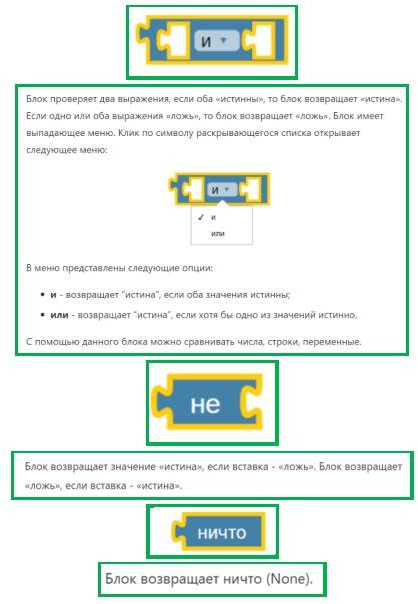 и
Блок проверяет два выражения, если оба «истинны», то блок возвращает «истина».
Если одно или оба выражения «ложь», то блок возвращает «ложь». Блок имеет
выпадающее меню. Клик по символу раскрывающегося списка открывает
следующее меню:
и
✓ и
или
В меню представлены следующие опции:
• и - возвращает "истина", если оба значения истинны;
• или - возвращает "истина", если хотя бы одно из значений истинно.
С помощью данного блока можно сравнивать числа, строки, переменные.
не
Блок возвращает значение «истина», если вставка - «ложь». Блок возвращает
«ложь», если вставка - «истина».
ничто
Блок возвращает ничто (None).